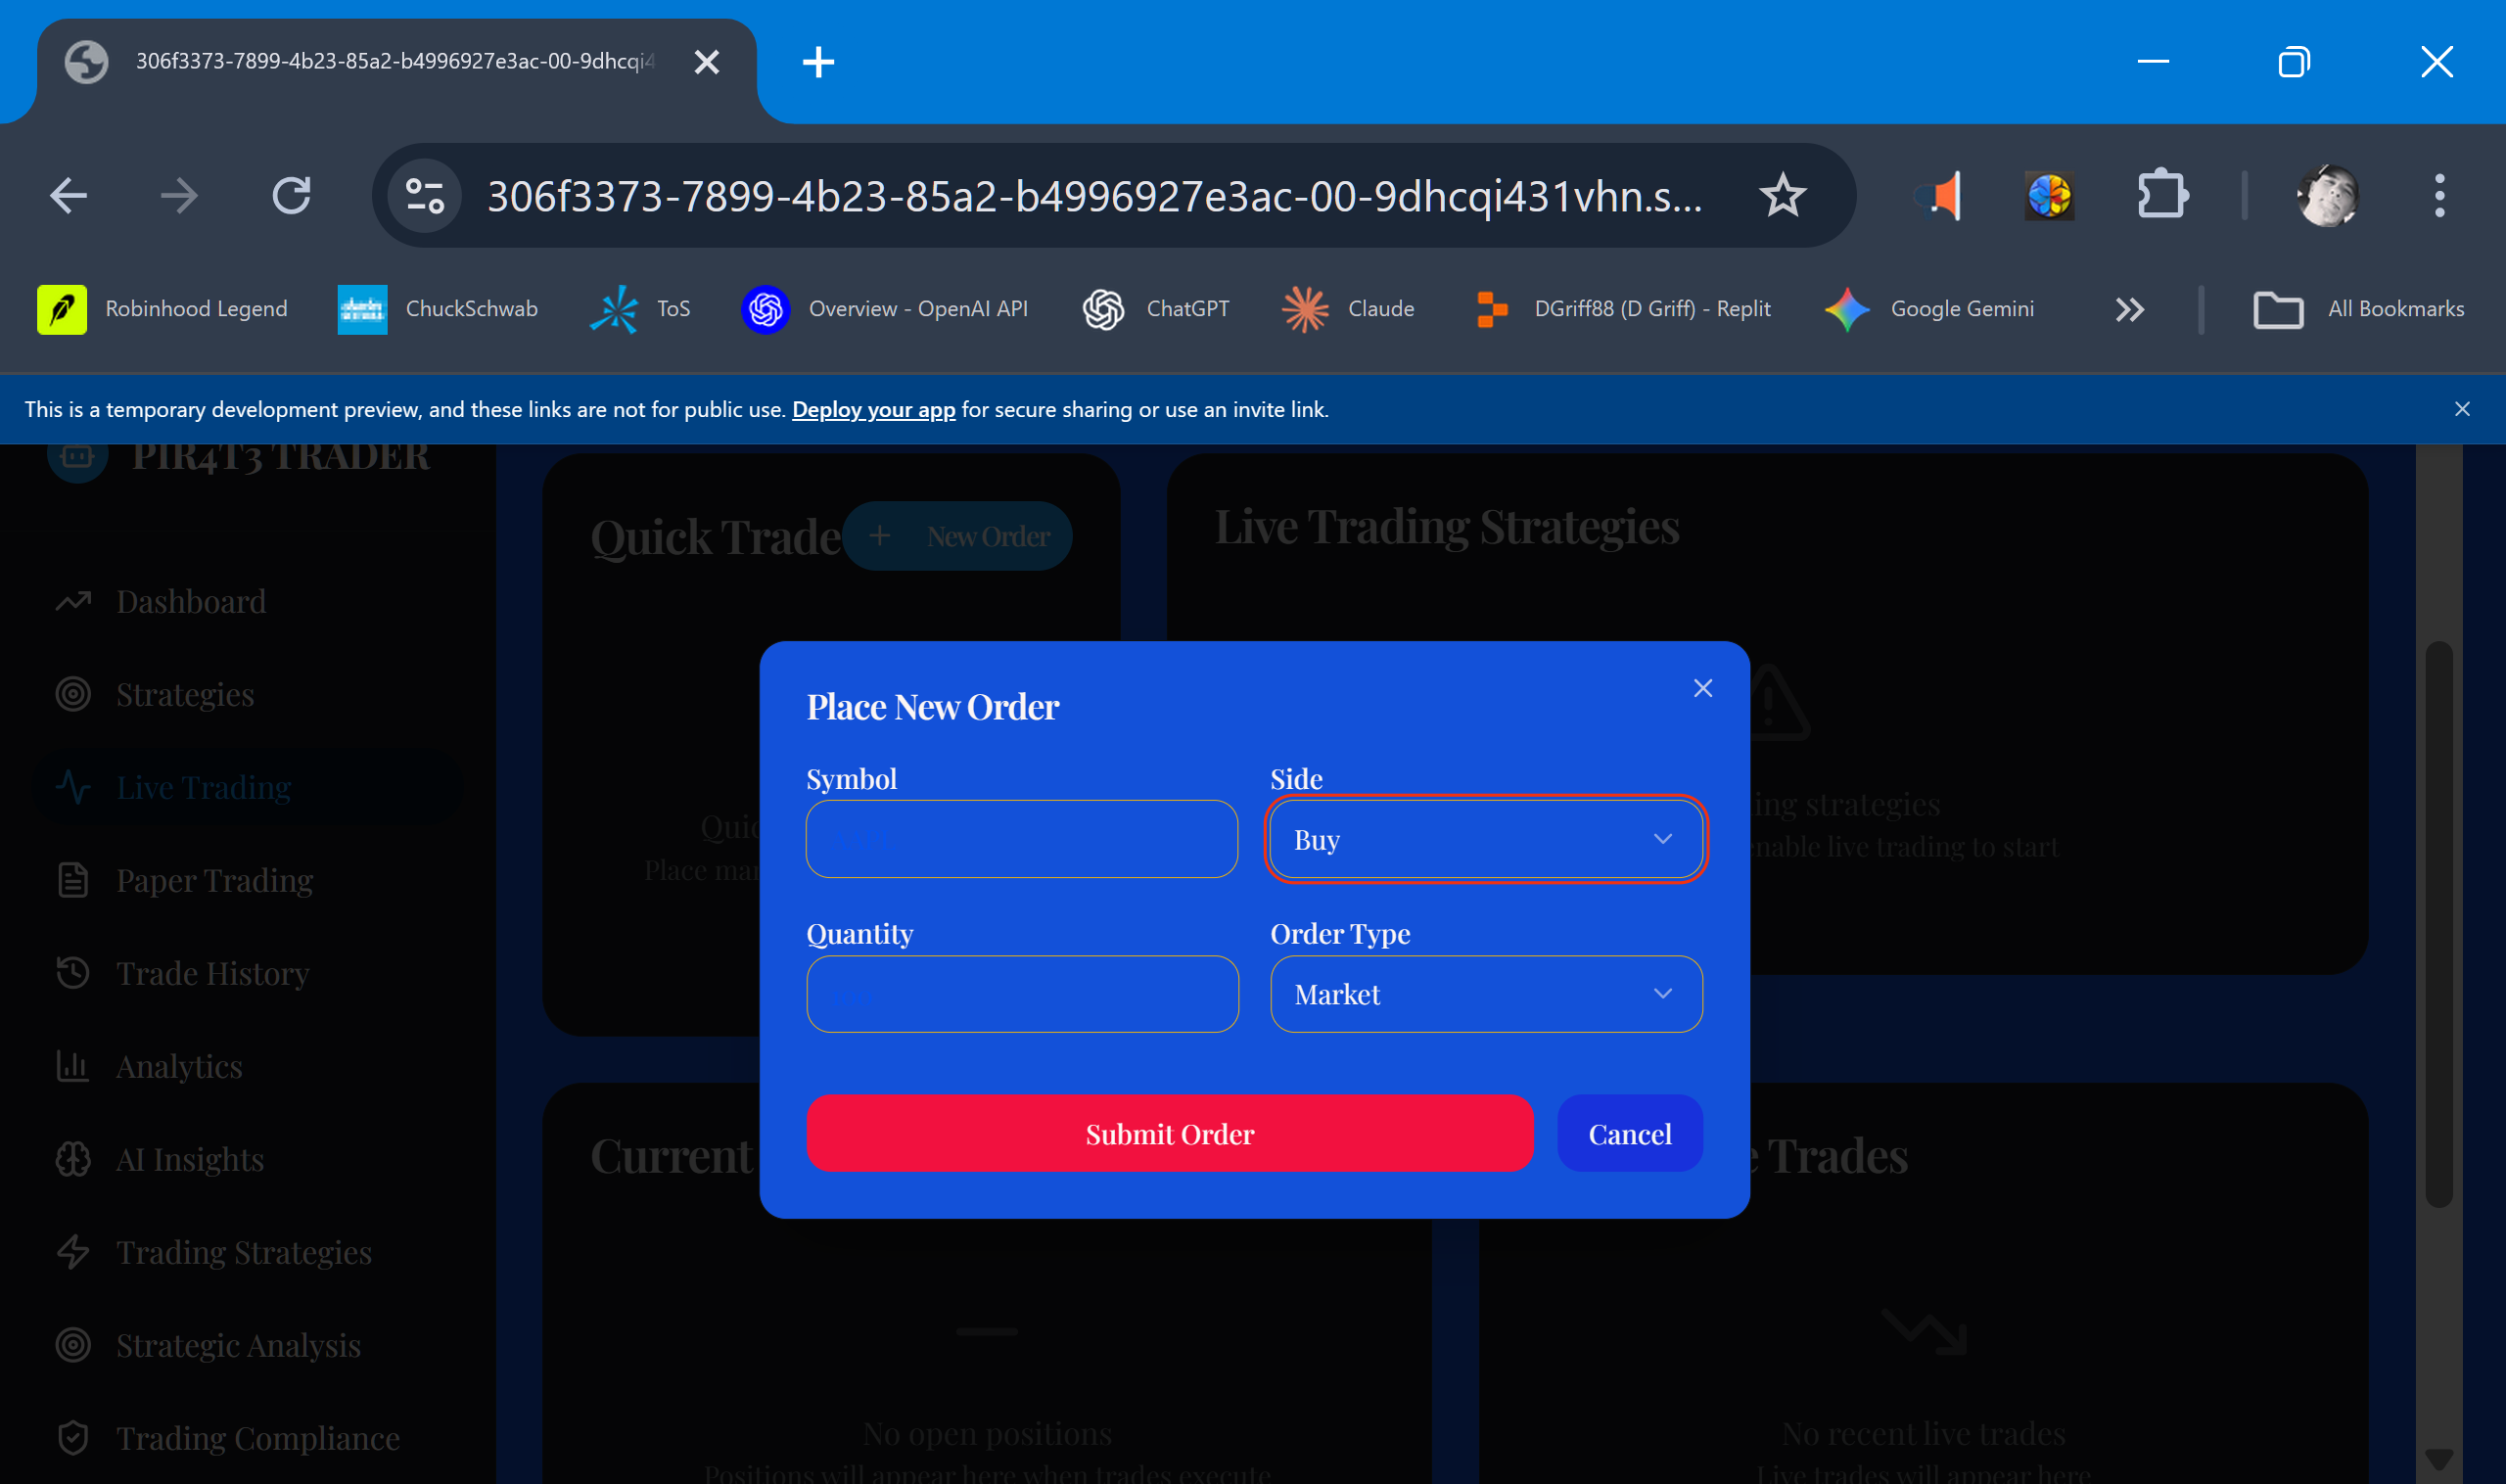 306f3373-7899-4b23-85a2-b4996927e3ac-00-9dhcqi4
306f3373-7899-4b23-85a2-b4996927e3ac-00-9dhcqi431vhn.s...
Robinhood Legend
ChuckSchwab
ToS
Overview - OpenAI API
ChatGPT
Claude
DGriff88 (D Griff) - Replit
Google Gemini
All Bookmarks
This is a temporary development preview, and these links are not for public use. Deploy your app for secure sharing or use an invite link.
PIR4T3 TRADER
Dashboard
Strategies
Live Trading
Paper Trading
Trade History
Analytics
AI Insights
Trading Strategies
Strategic Analysis
Trading Compliance
Quick Trade
New Order
Live Trading Strategies
Quic
Place mar
ing strategies
enable live trading to start
Place New Order
Symbol
Side
Buy
Quantity
Order Type
Market
Submit Order
Cancel
Current
e Trades
No open positions
Positions will appear here when trades execute
No recent live trades
Live trades will appear here